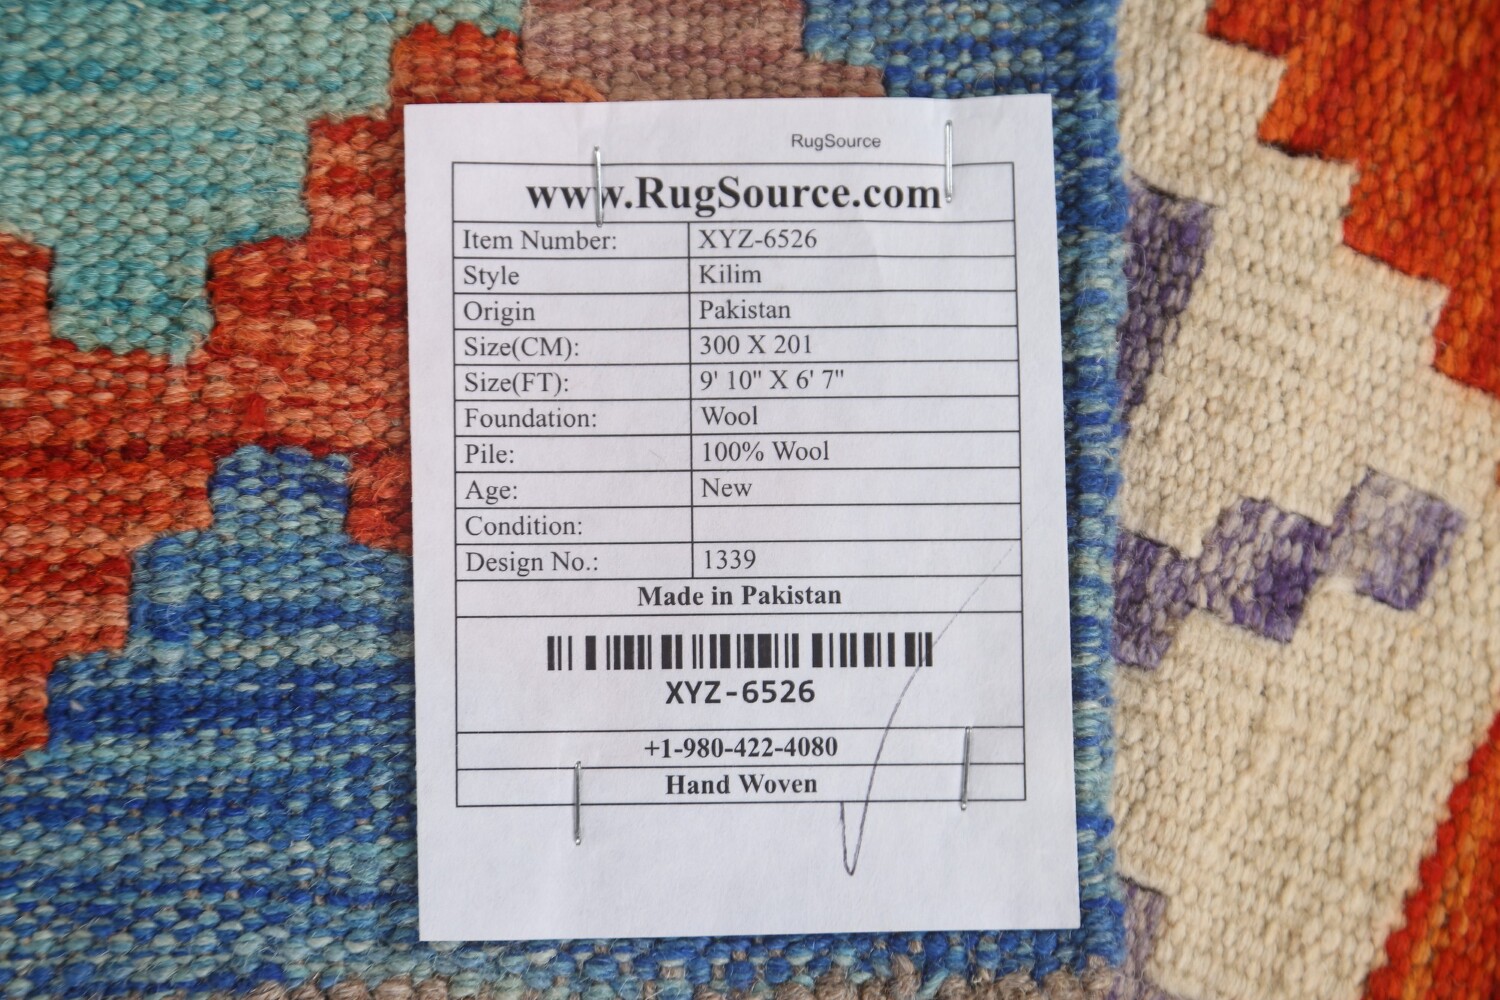 RugSource
www.RugSource.com
Item Number: XYZ-6526
Style Kilim
Origin Pakistan
Size(CM): 300 X 201
Size(FT): 9' 10" X 6' 7"
Foundation: Wool
Pile: 100% Wool
Age: New
Condition:
Design No.: 1339
Made in Pakistan
XYZ-6526
+1-980-422-4080
Hand Woven